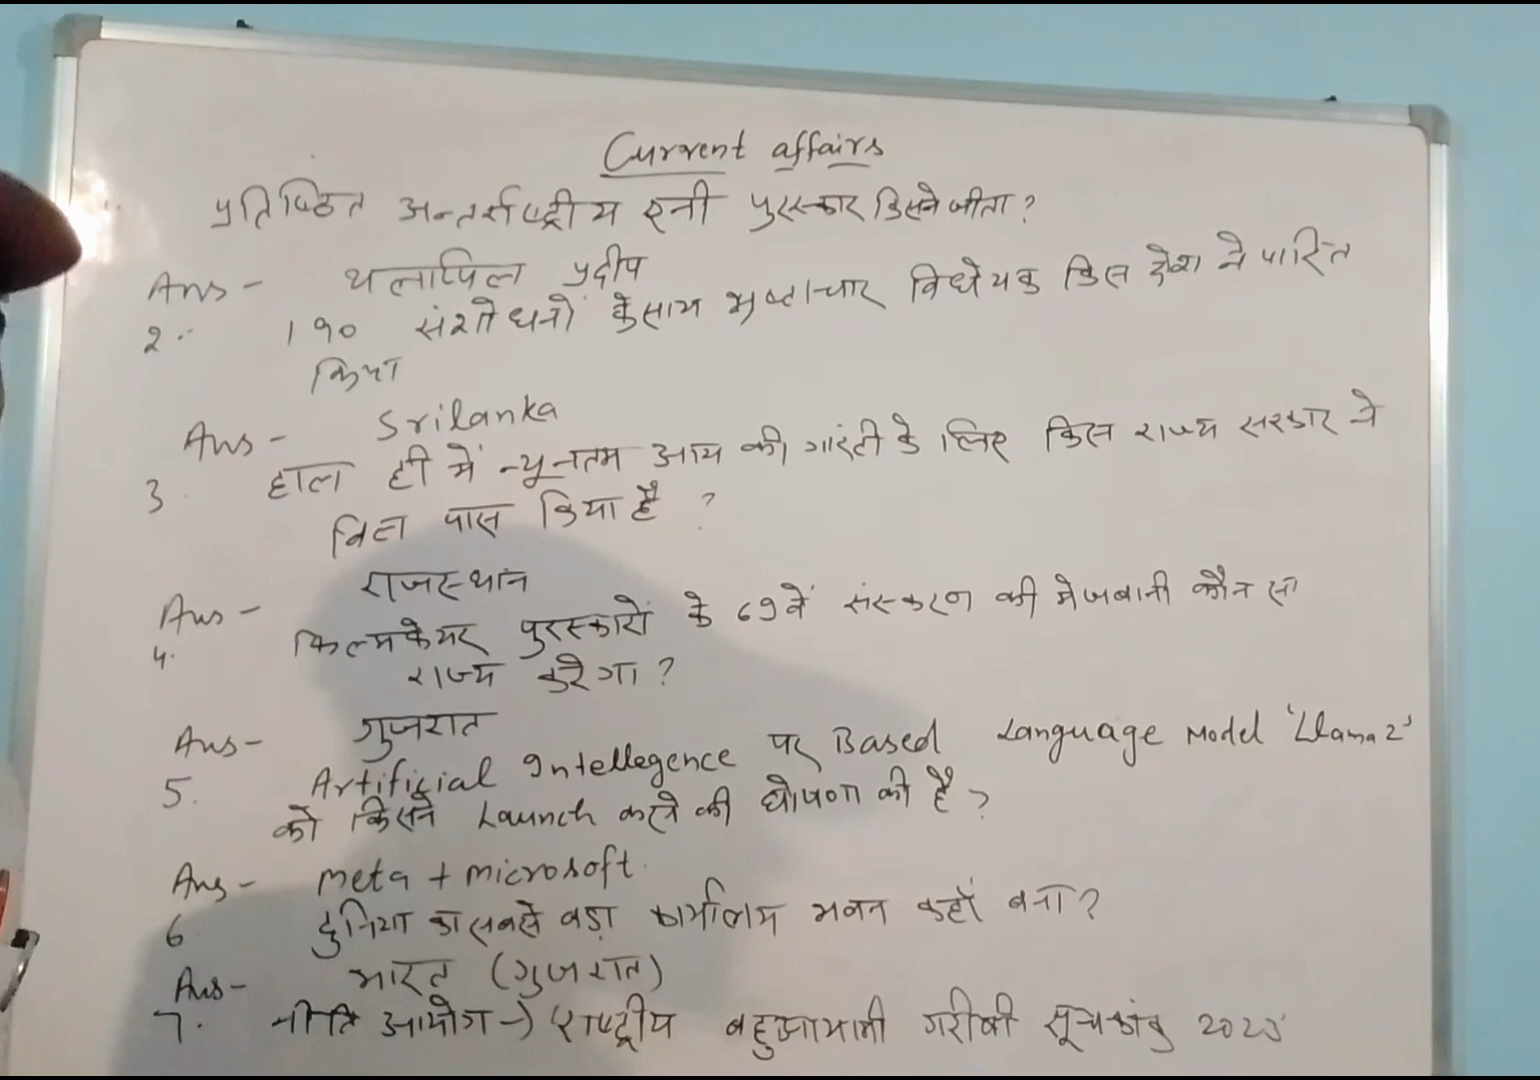 Current affairs
प्रतिष्ठित अन्तर्राष्ट्रीय एनी पुरस्कार किसने जीता?
Ans - थलाप्पिल प्रदीप
2. 190 संशोधनों के साथ भ्रष्टाचार विधेयक किस देश ने पारित
किया
Ans - Srilanka
3. हाल ही में न्यूनतम आय की गारंटी के लिए किस राज्य सरकार ने
बिल पास किया है ?
Ans - राजस्थान
4. फिल्मफेयर पुरस्कारों के 69वें संस्करण की मेजबानी कौन सा
राज्य करेगा?
Ans - गुजरात
5. Artificial Intellegence पर Based Language Model 'Llama 2'
को किसने Launch करने की घोषणा की है ?
Ans - meta + microsoft.
6 दुनिया का सबसे बड़ा कार्यालय भवन कहाँ बना?
Ans - भारत (गुजरात)
7. नीति आयोग → राष्ट्रीय बहुआयामी गरीबी सूचकांक